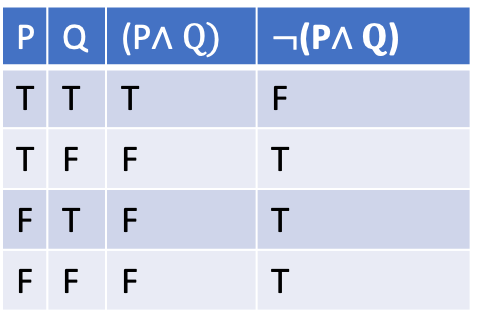 P Q (P∧ Q) ¬(P∧ Q)
T T T F
T F F T
F T F T
F F F T